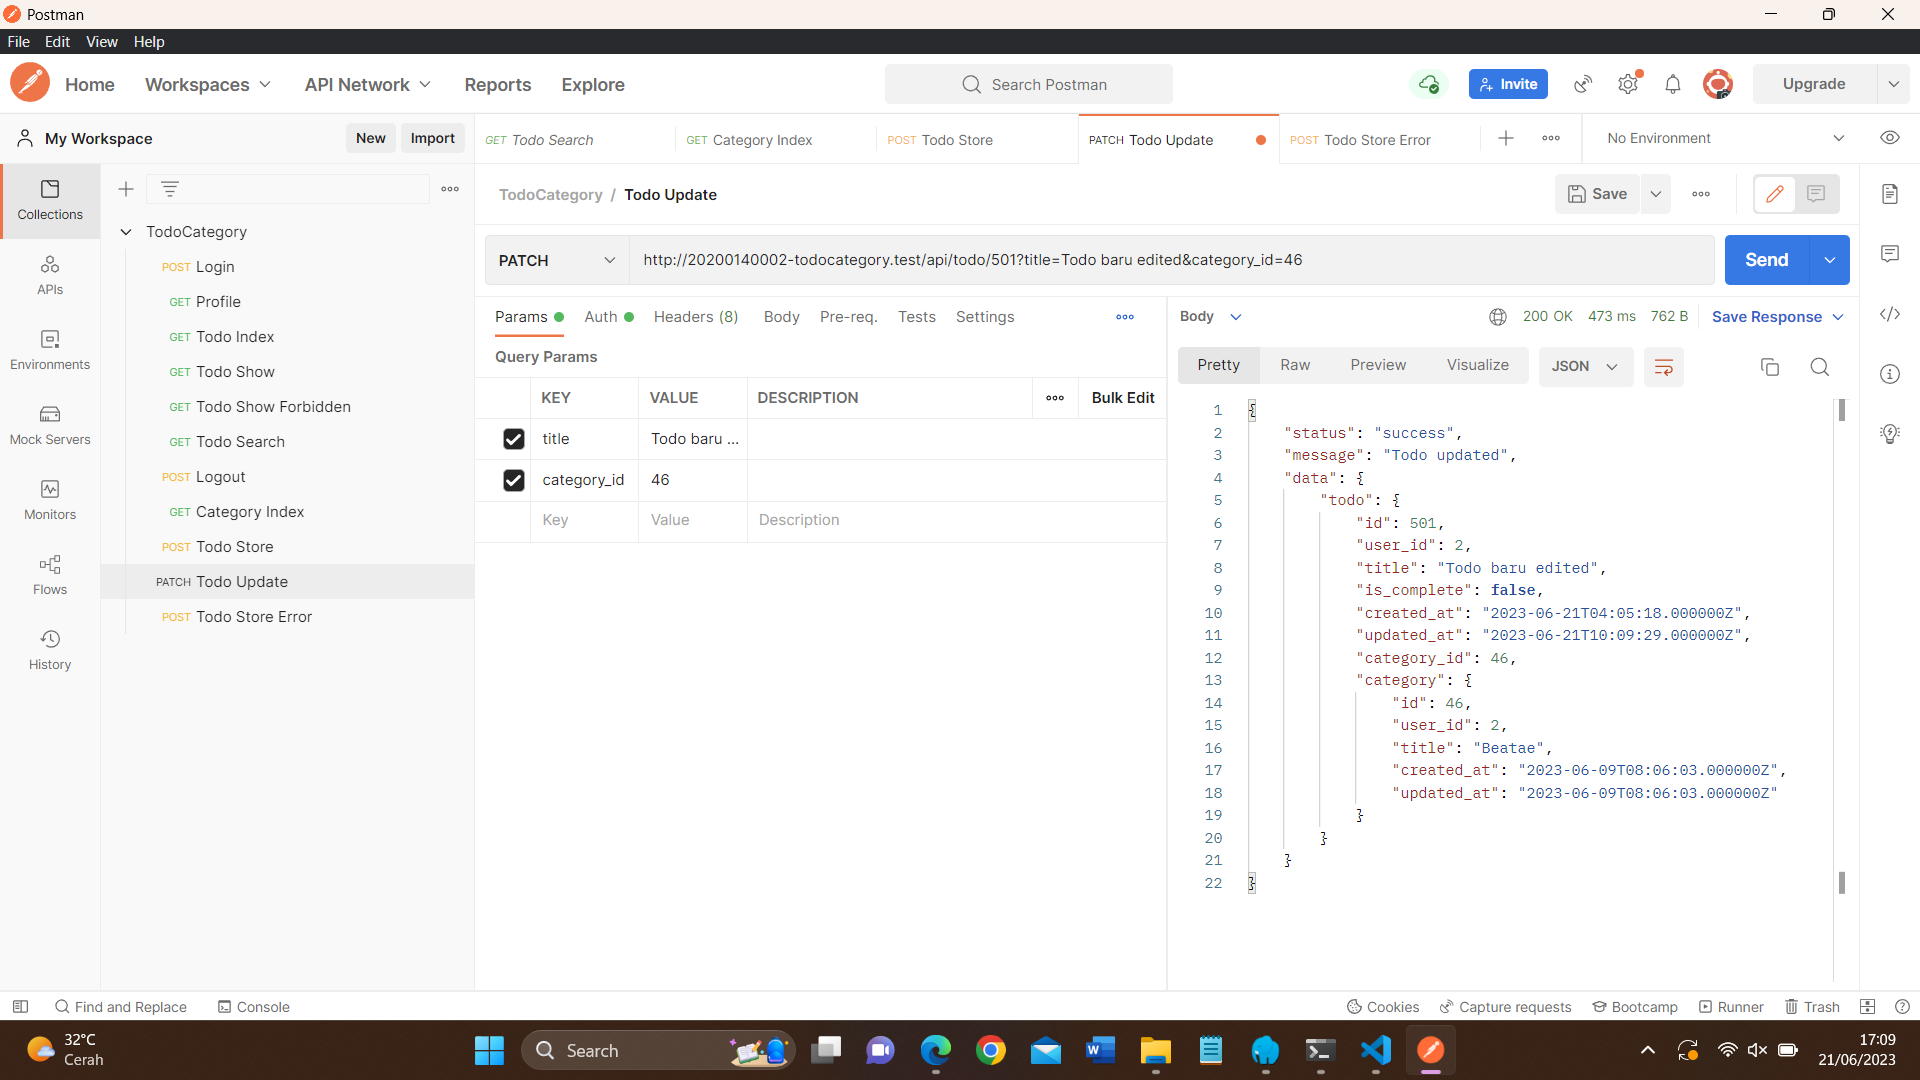 Postman
File Edit View Help
Home Workspaces API Network Reports Explore Search Postman Invite Upgrade
My Workspace New Import
GET Todo Search GET Category Index POST Todo Store PATCH Todo Update POST Todo Store Error No Environment
Collections
APIs
Environments
Mock Servers
Monitors
Flows
History
TodoCategory
POST Login
GET Profile
GET Todo Index
GET Todo Show
GET Todo Show Forbidden
GET Todo Search
POST Logout
GET Category Index
POST Todo Store
PATCH Todo Update
POST Todo Store Error
TodoCategory / Todo Update Save
PATCH http://20200140002-todocategory.test/api/todo/501?title=Todo baru edited&category_id=46 Send
Params Auth Headers (8) Body Pre-req. Tests Settings
Query Params
KEY VALUE DESCRIPTION Bulk Edit
title Todo baru ...
category_id 46
Key Value Description
Body 200 OK 473 ms 762 B Save Response
Pretty Raw Preview Visualize JSON
1 {
2 "status": "success",
3 "message": "Todo updated",
4 "data": {
5 "todo": {
6 "id": 501,
7 "user_id": 2,
8 "title": "Todo baru edited",
9 "is_complete": false,
10 "created_at": "2023-06-21T04:05:18.000000Z",
11 "updated_at": "2023-06-21T10:09:29.000000Z",
12 "category_id": 46,
13 "category": {
14 "id": 46,
15 "user_id": 2,
16 "title": "Beatae",
17 "created_at": "2023-06-09T08:06:03.000000Z",
18 "updated_at": "2023-06-09T08:06:03.000000Z"
19 }
20 }
21 }
22 }
Find and Replace Console Cookies Capture requests Bootcamp Runner Trash
32°C
Cerah
Search
17:09
21/06/2023